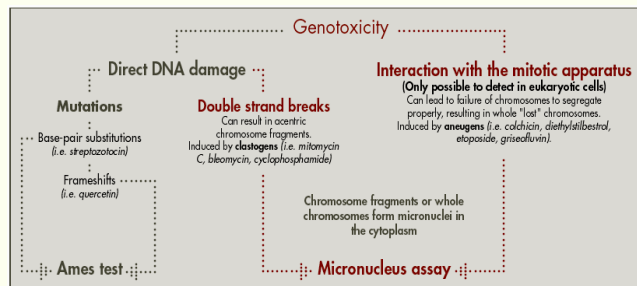 Genotoxicity
Direct DNA damage
Mutations
Base-pair substitutions
(i.e. streptozotocin)
Frameshifts
(i.e. quercetin)
Ames test
Double strand breaks
Can result in acentric
chromosome fragments.
Induced by clastogens (i.e. mitomycin
C, bleomycin, cyclophosphamide)
Interaction with the mitotic apparatus
(Only possible to detect in eukaryotic cells)
Can lead to failure of chromosomes to segregate
properly, resulting in whole "lost" chromosomes.
Induced by aneugens (i.e. colchicin, diethylstilbestrol,
etoposide, griseofluvin).
Chromosome fragments or whole
chromosomes form micronuclei in
the cytoplasm
Micronucleus assay